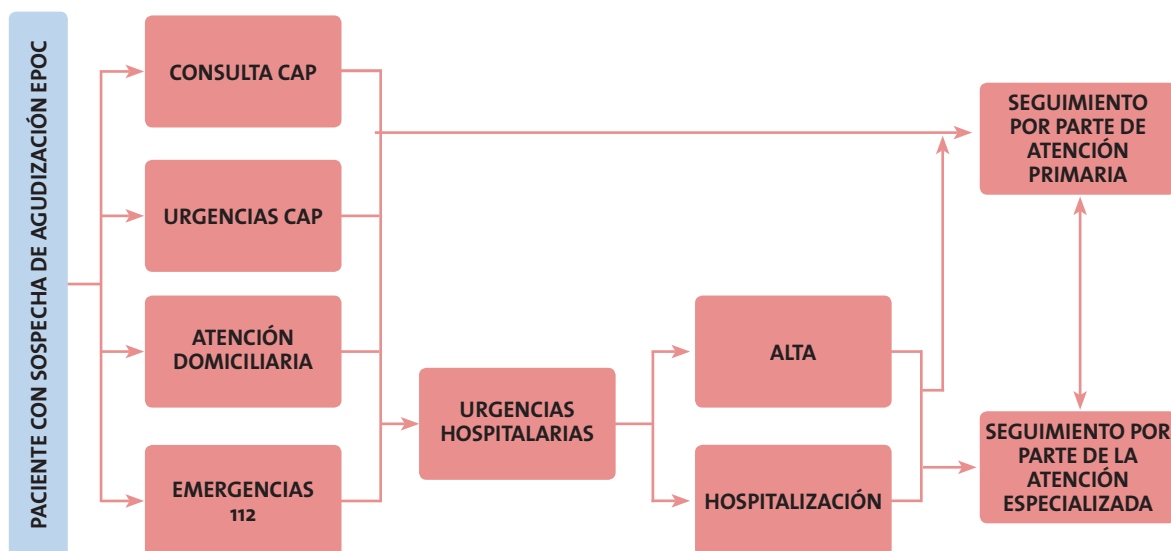 PACIENTE CON SOSPECHA DE AGUDIZACIÓN EPOC
CONSULTA CAP
URGENCIAS CAP
ATENCIÓN
DOMICILIARIA
EMERGENCIAS
112
URGENCIAS
HOSPITALARIAS
ALTA
HOSPITALIZACIÓN
SEGUIMIENTO
POR PARTE DE
ATENCIÓN
PRIMARIA
SEGUIMIENTO POR
PARTE DE LA
ATENCIÓN
ESPECIALIZADA